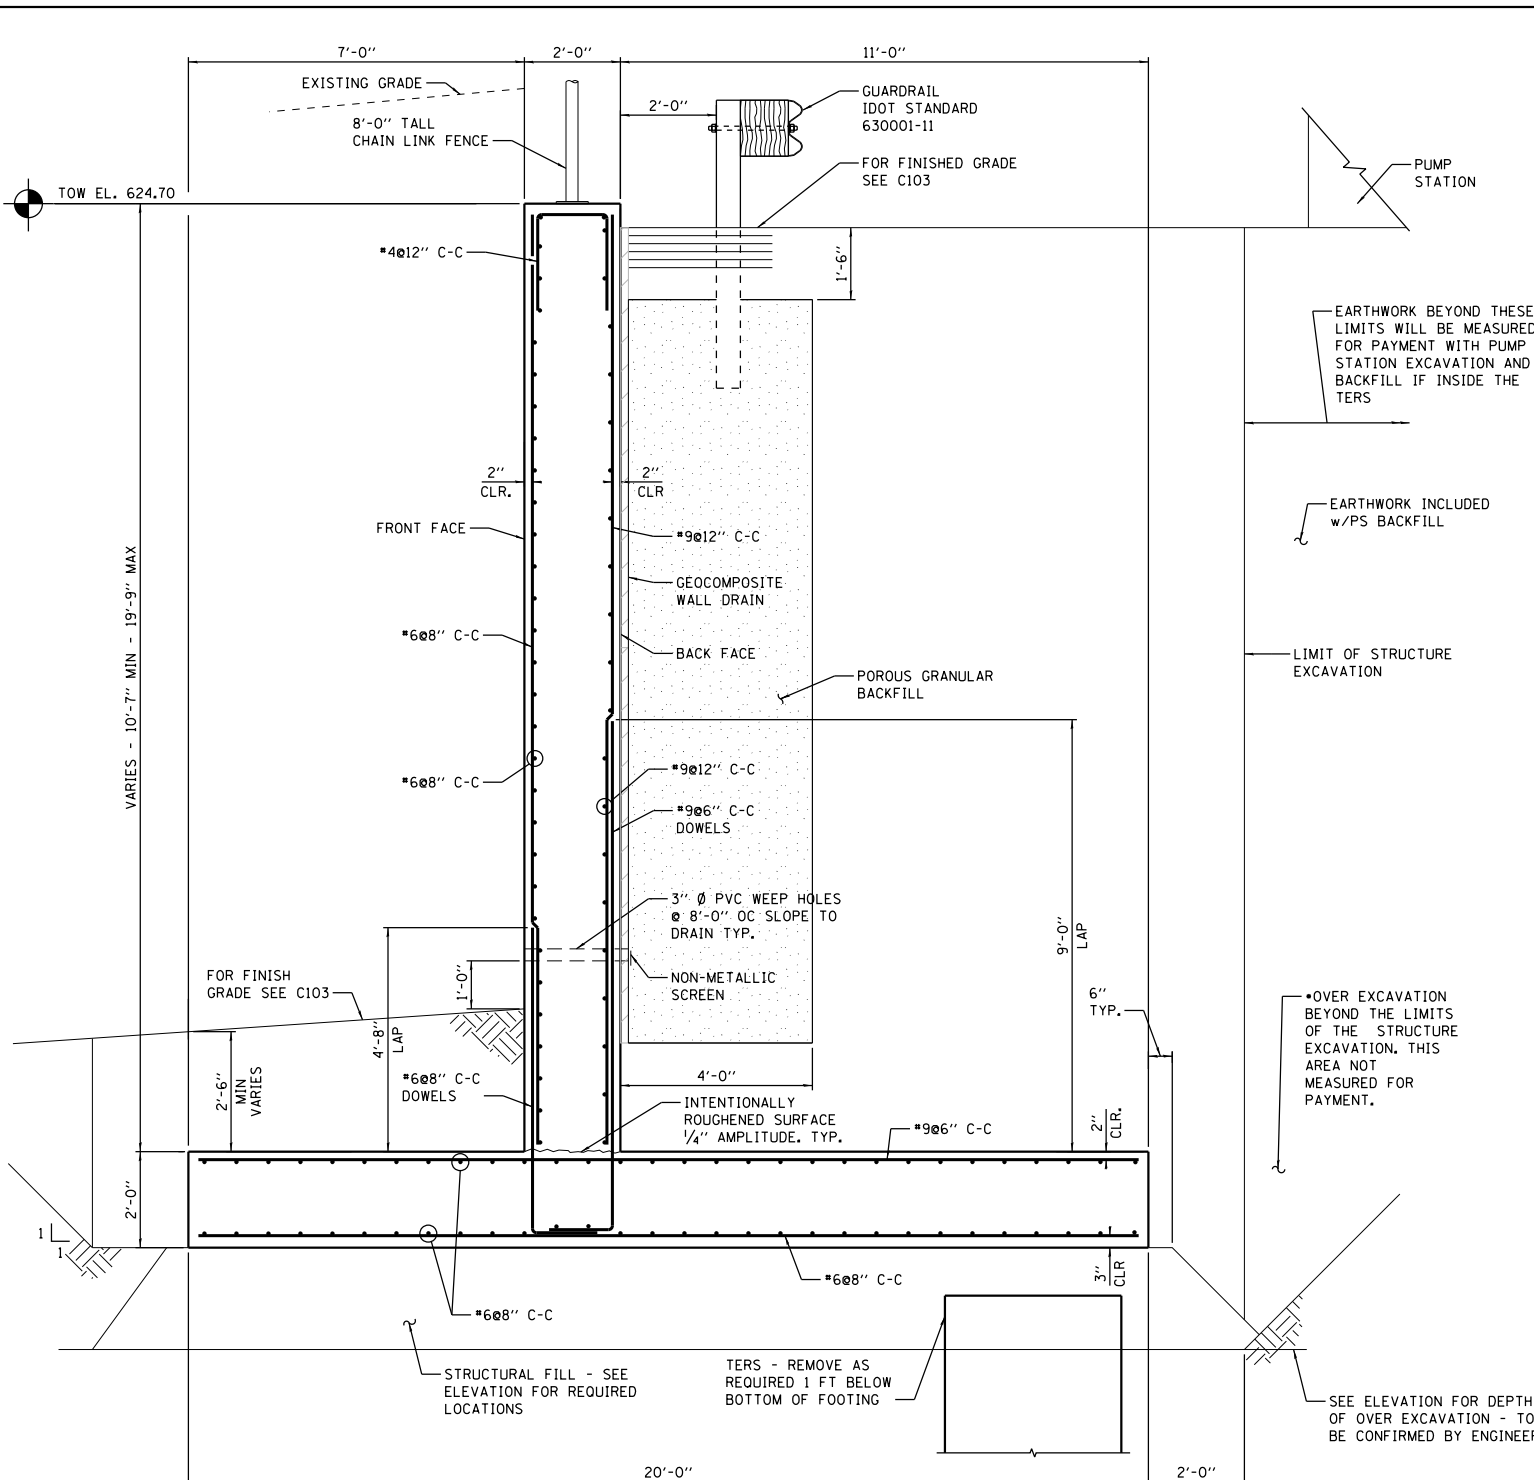 7'-0"
2'-0"
11'-0"
EXISTING GRADE
8'-0" TALL
CHAIN LINK FENCE
2'-0"
GUARDRAIL
IDOT STANDARD
630001-11
FOR FINISHED GRADE
SEE C103
PUMP
STATION
TOW EL. 624.70
#4@12" C-C
1'-6"
EARTHWORK BEYOND THESE
LIMITS WILL BE MEASURED
FOR PAYMENT WITH PUMP
STATION EXCAVATION AND
BACKFILL IF INSIDE THE
TERS
2"
CLR.
2"
CLR
EARTHWORK INCLUDED
w/PS BACKFILL
FRONT FACE
#9@12" C-C
GEOCOMPOSITE
WALL DRAIN
VARIES - 10'-7" MIN - 19'-9" MAX
#6@8" C-C
BACK FACE
LIMIT OF STRUCTURE
EXCAVATION
POROUS GRANULAR
BACKFILL
#6@8" C-C
#9@12" C-C
#9@6" C-C
DOWELS
3" Ø PVC WEEP HOLES
@ 8'-0" OC SLOPE TO
DRAIN TYP.
9'-0"
LAP
FOR FINISH
GRADE SEE C103
1'-0"
NON-METALLIC
SCREEN
6"
TYP.
*OVER EXCAVATION
BEYOND THE LIMITS
OF THE STRUCTURE
EXCAVATION. THIS
AREA NOT
MEASURED FOR
PAYMENT.
4'-8"
LAP
2'-6"
MIN
VARIES
#6@8" C-C
DOWELS
4'-0"
INTENTIONALLY
ROUGHENED SURFACE
1/4" AMPLITUDE. TYP.
#9@6" C-C
2"
CLR.
2'-0"
1
1
3"
CLR
#6@8" C-C
#6@8" C-C
STRUCTURAL FILL - SEE
ELEVATION FOR REQUIRED
LOCATIONS
TERS - REMOVE AS
REQUIRED 1 FT BELOW
BOTTOM OF FOOTING
SEE ELEVATION FOR DEPTH
OF OVER EXCAVATION - TO
BE CONFIRMED BY ENGINEER
20'-0"
2'-0"